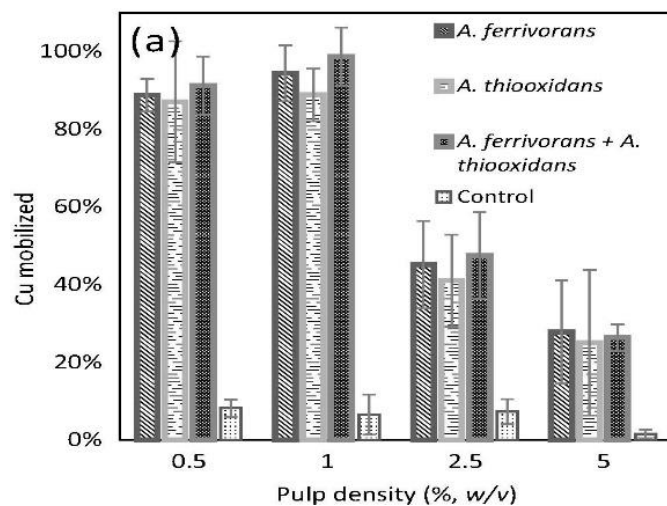 (a)
A. ferrivorans
A. thiooxidans
A. ferrivorans + A.
thiooxidans
Control
100%
80%
60%
40%
20%
0%
Cu mobilized
0.5 1 2.5 5
Pulp density (%, w/v)